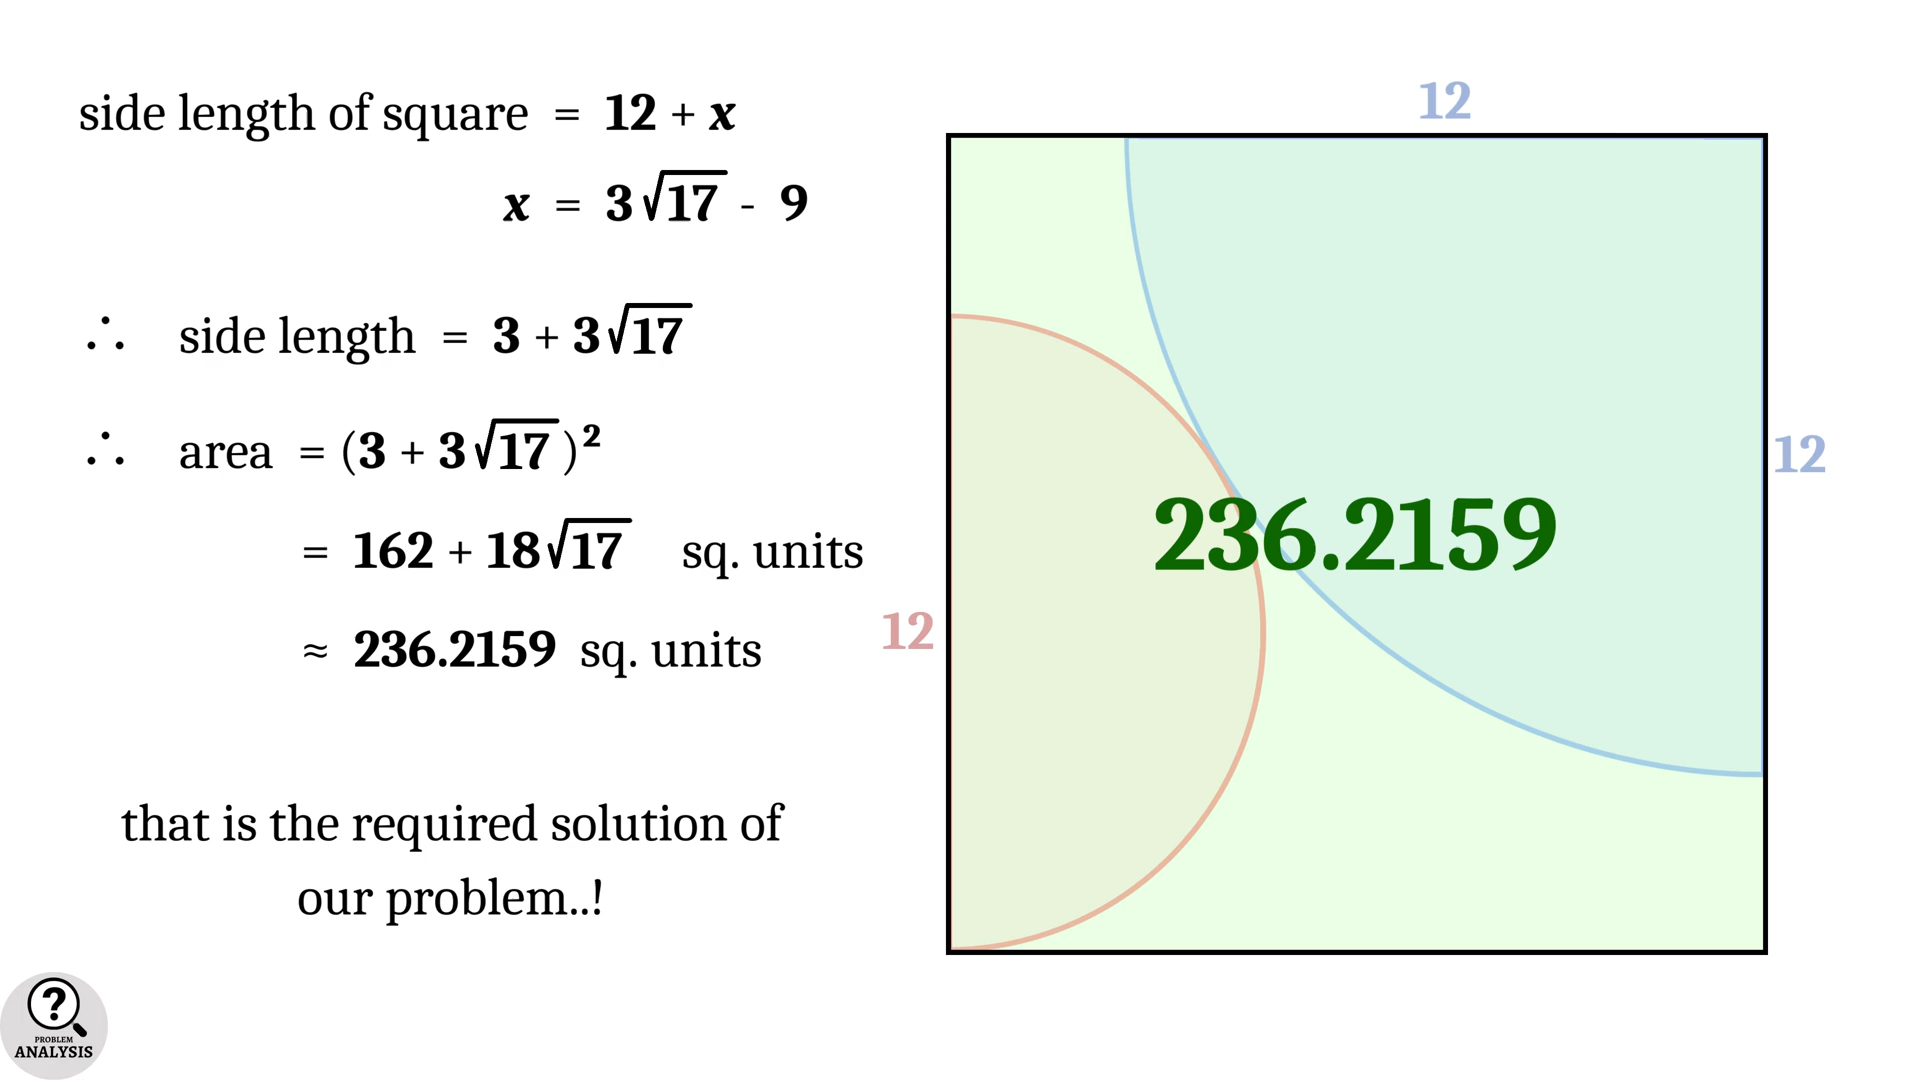 side length of square = 12 + x
x = 3√17 - 9
∴ side length = 3 + 3√17
∴ area = (3 + 3√17)²
= 162 + 18√17 sq. units
≈ 236.2159 sq. units
that is the required solution of
our problem..!
12
12
236.2159
12
?
PROBLEM
ANALYSIS